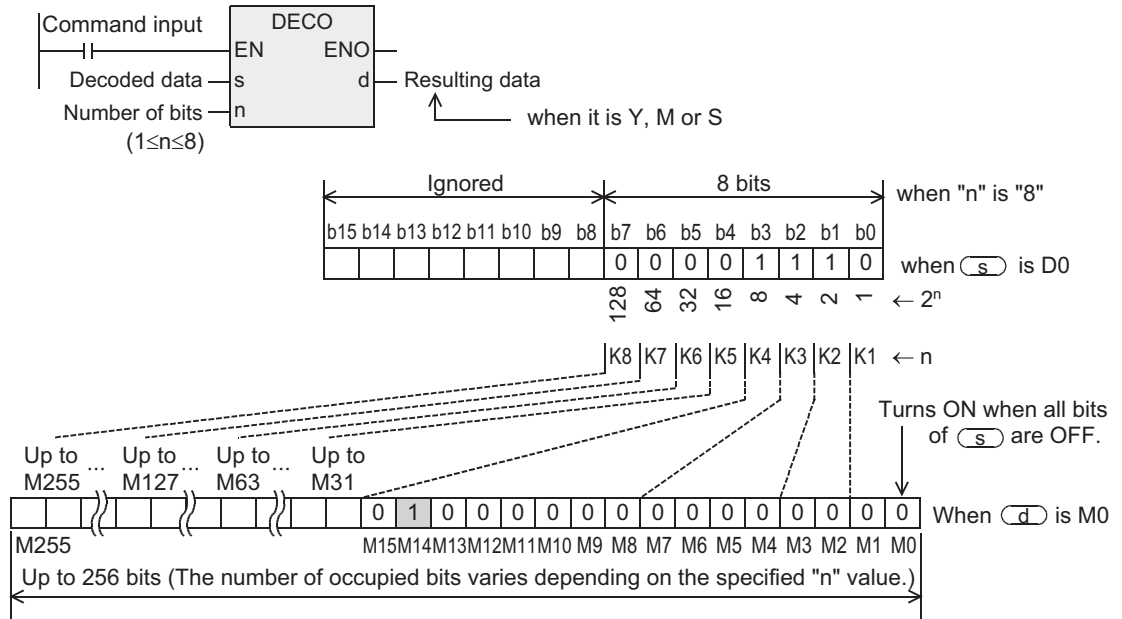 Command input
DECO
EN ENO
Decoded data s d Resulting data
Number of bits n
(1≤n≤8)
when it is Y, M or S
Ignored 8 bits when "n" is "8"
b15 b14 b13 b12 b11 b10 b9 b8 b7 b6 b5 b4 b3 b2 b1 b0
0 0 0 0 1 1 1 0 when s is D0
128 64 32 16 8 4 2 1 ← 2ⁿ
K8 K7 K6 K5 K4 K3 K2 K1 ← n
Turns ON when all bits
of s are OFF.
Up to ... Up to ... Up to ... Up to
M255 M127 M63 M31
0 1 0 0 0 0 0 0 0 0 0 0 0 0 0 0 When d is M0
M255 M15 M14 M13 M12 M11 M10 M9 M8 M7 M6 M5 M4 M3 M2 M1 M0
Up to 256 bits (The number of occupied bits varies depending on the specified "n" value.)